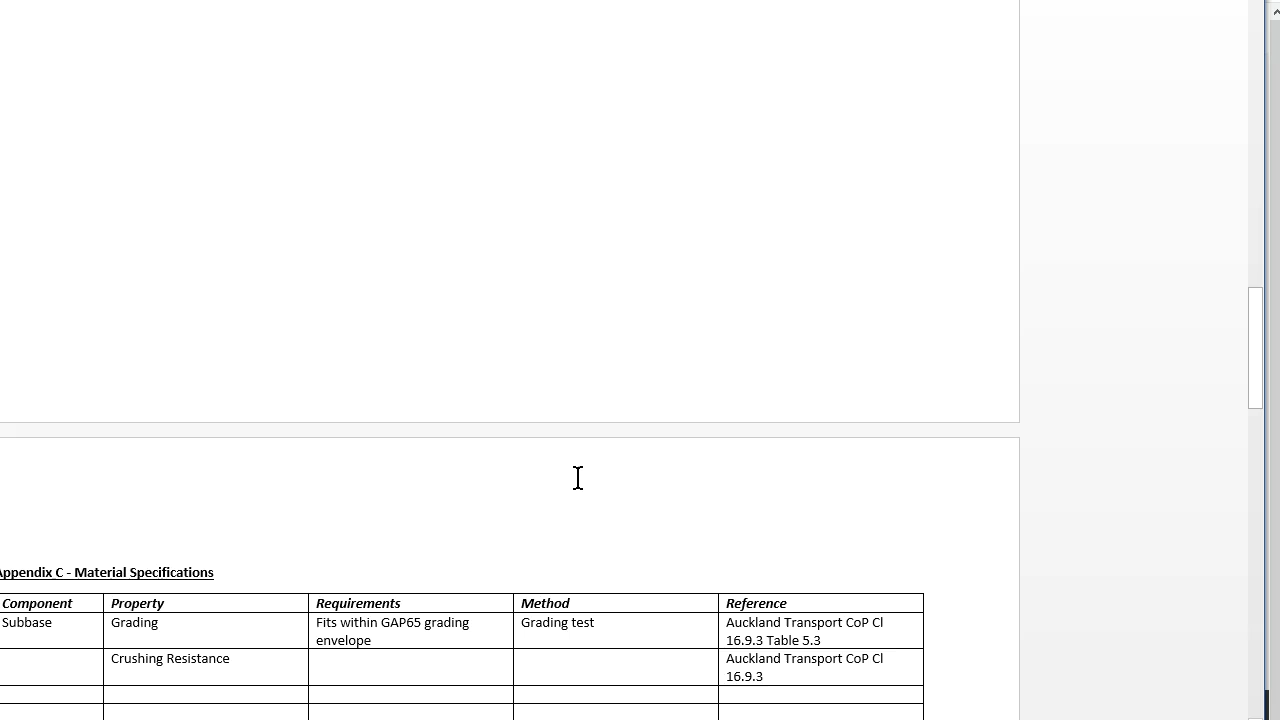 Appendix C - Material Specifications
Component Property Requirements Method Reference
Subbase Grading Fits within GAP65 grading envelope Grading test Auckland Transport CoP Cl 16.9.3 Table 5.3
Crushing Resistance Auckland Transport CoP Cl 16.9.3